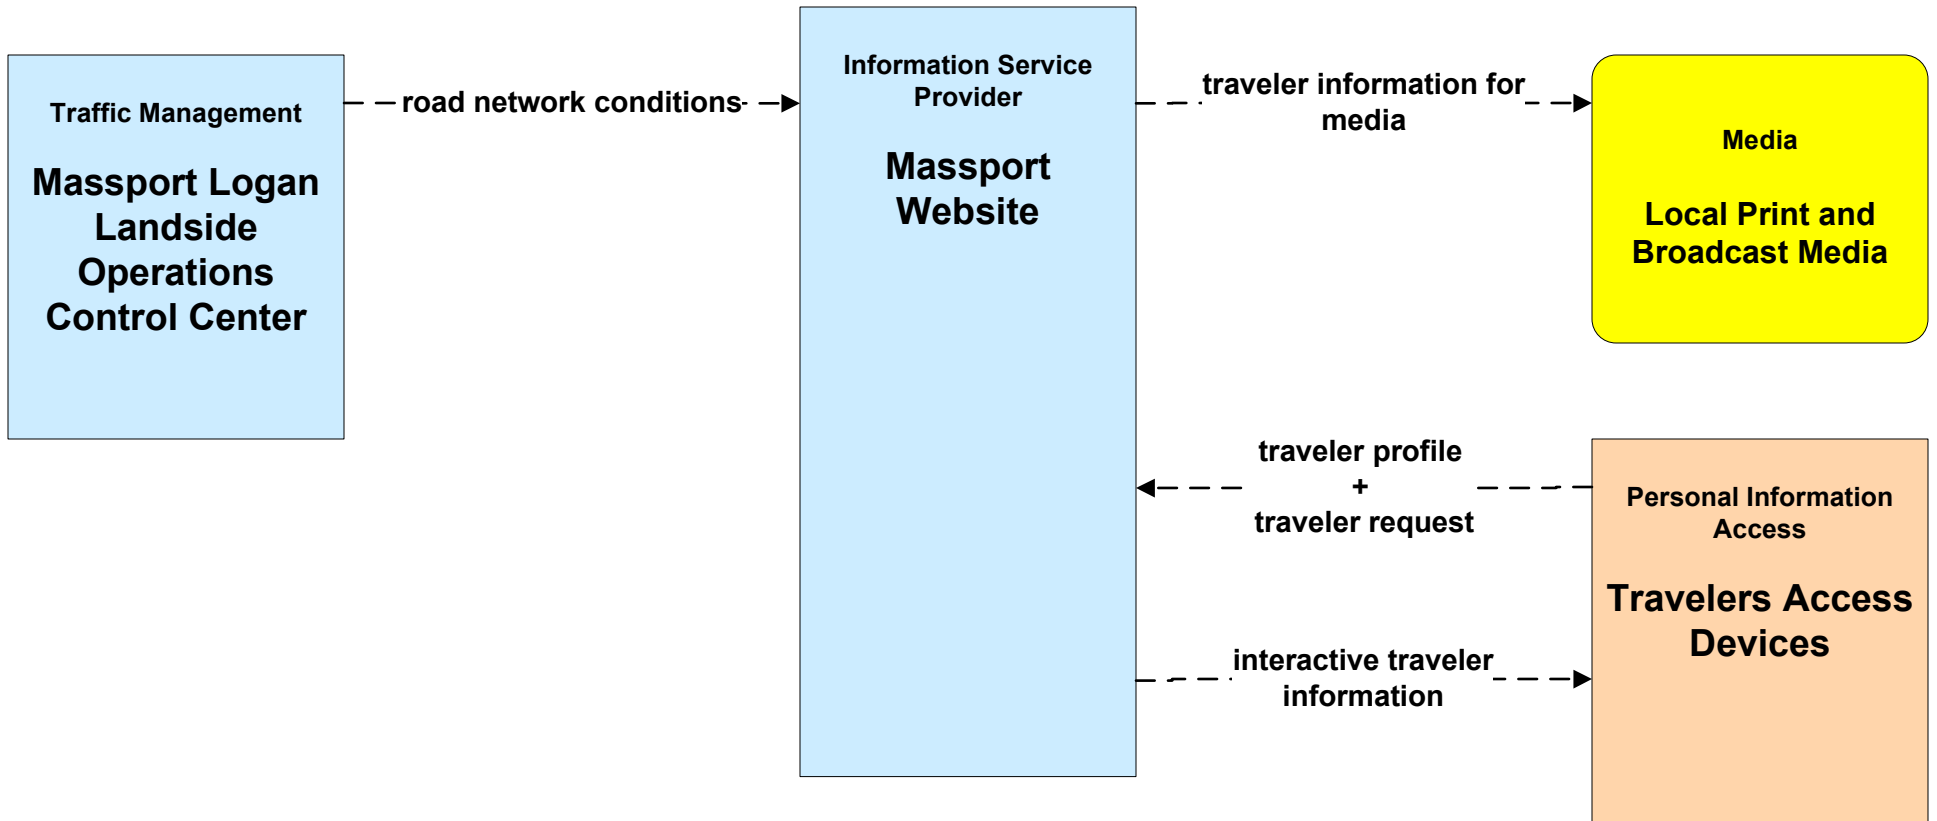 Traffic Management
Massport Logan
Landside
Operations
Control Center
road network conditions
Information Service
Provider
Massport
Website
traveler information for
media
Media
Local Print and
Broadcast Media
traveler profile
+
traveler request
Personal Information
Access
Travelers Access
Devices
interactive traveler
information